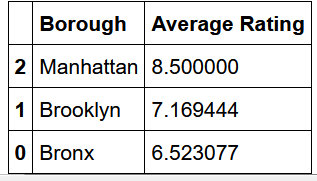 Borough Average Rating
2 Manhattan 8.500000
1 Brooklyn 7.169444
0 Bronx 6.523077